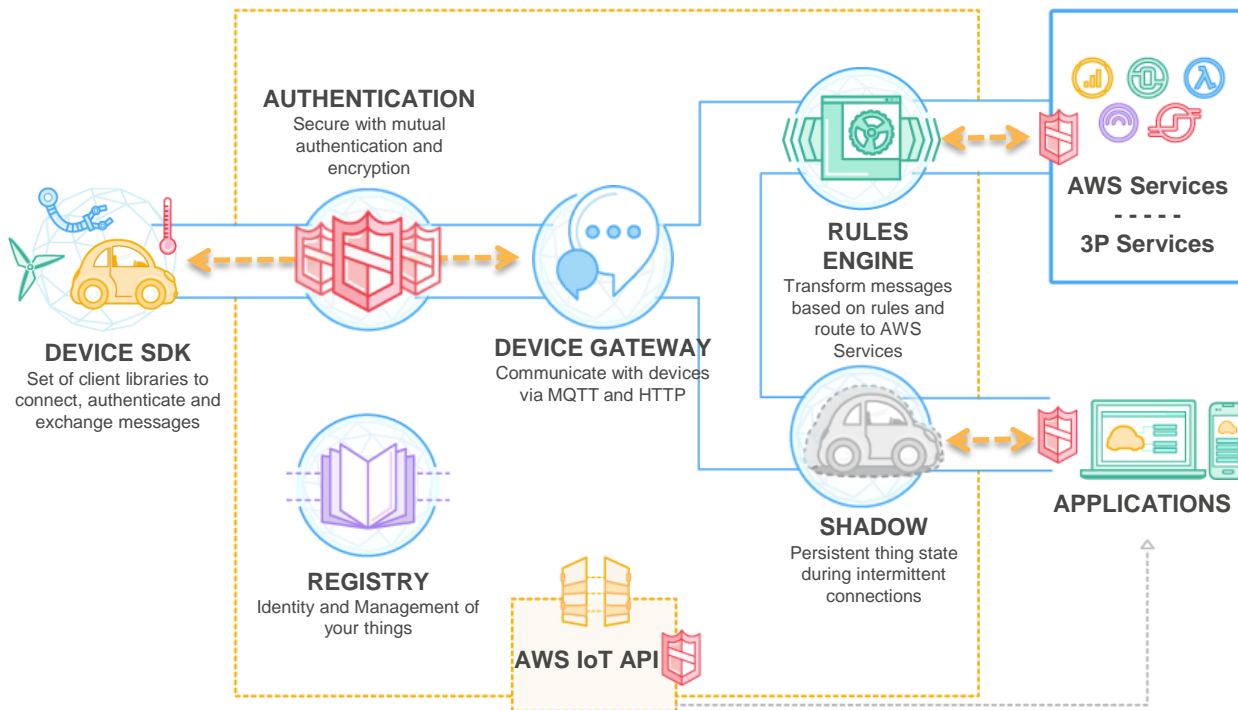 AUTHENTICATION
Secure with mutual
authentication and
encryption
DEVICE SDK
Set of client libraries to
connect, authenticate and
exchange messages
DEVICE GATEWAY
Communicate with devices
via MQTT and HTTP
RULES
ENGINE
Transform messages
based on rules and
route to AWS
Services
AWS Services
- - - - -
3P Services
REGISTRY
Identity and Management of
your things
SHADOW
Persistent thing state
during intermittent
connections
APPLICATIONS
AWS IoT API